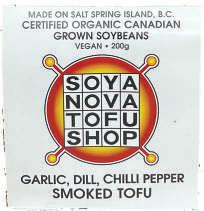 MADE ON SALT SPRING ISLAND, B.C.
CERTIFIED ORGANIC CANADIAN
GROWN SOYBEANS
VEGAN • 200g
SOYA
NOVA
TOFU
SHOP
GARLIC, DILL, CHILLI PEPPER
SMOKED TOFU